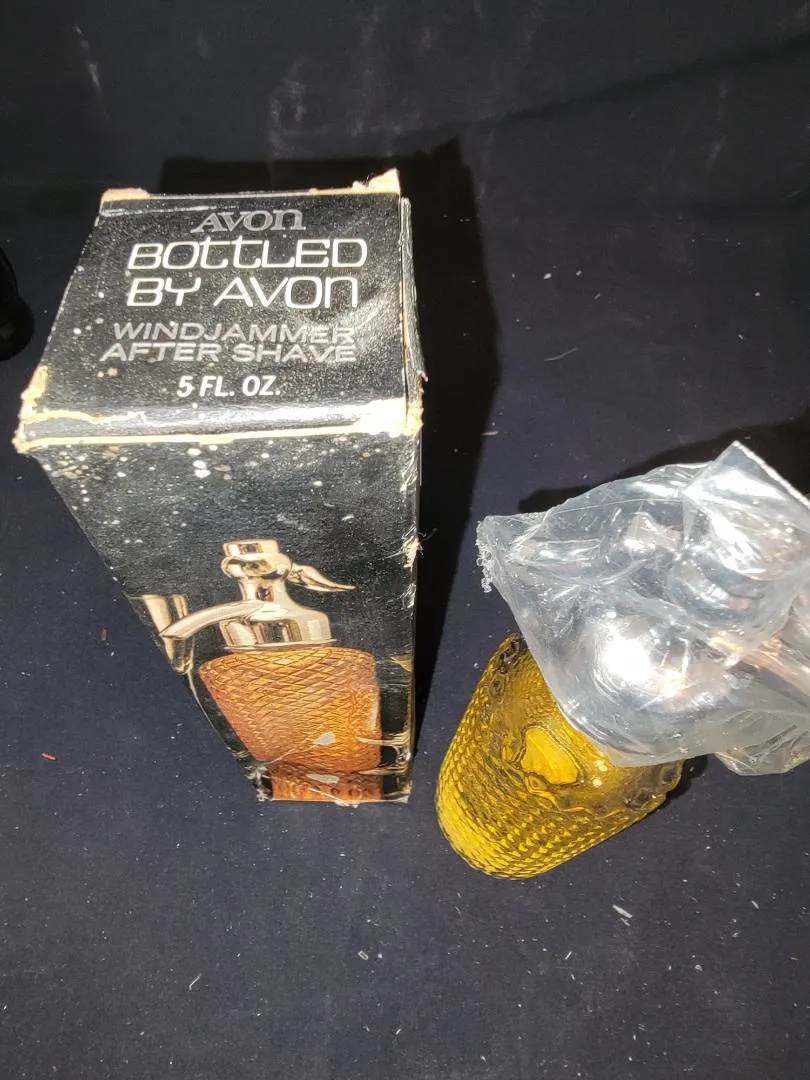 AVON
BOTTLED
BY AVON
WINDJAMMER
AFTER SHAVE
5 FL. OZ.